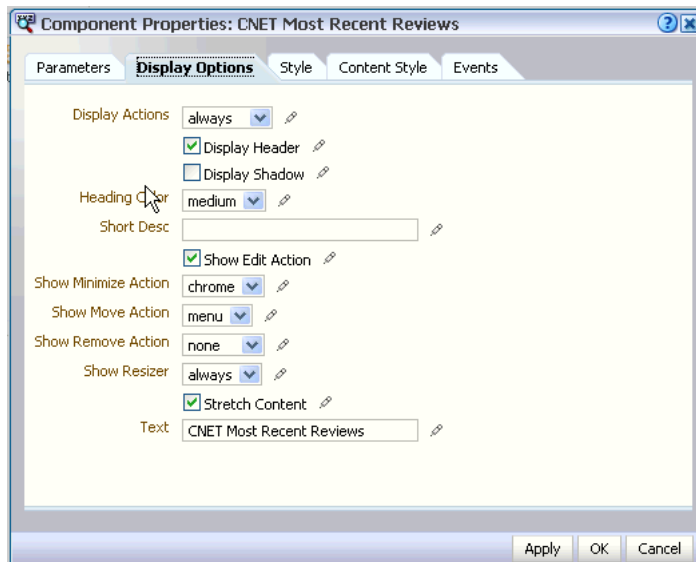 Component Properties: CNET Most Recent Reviews
Parameters Display Options Style Content Style Events
Display Actions always
Display Header
Display Shadow
Heading Color medium
Short Desc
Show Edit Action
Show Minimize Action chrome
Show Move Action menu
Show Remove Action none
Show Resizer always
Stretch Content
Text CNET Most Recent Reviews
Apply OK Cancel